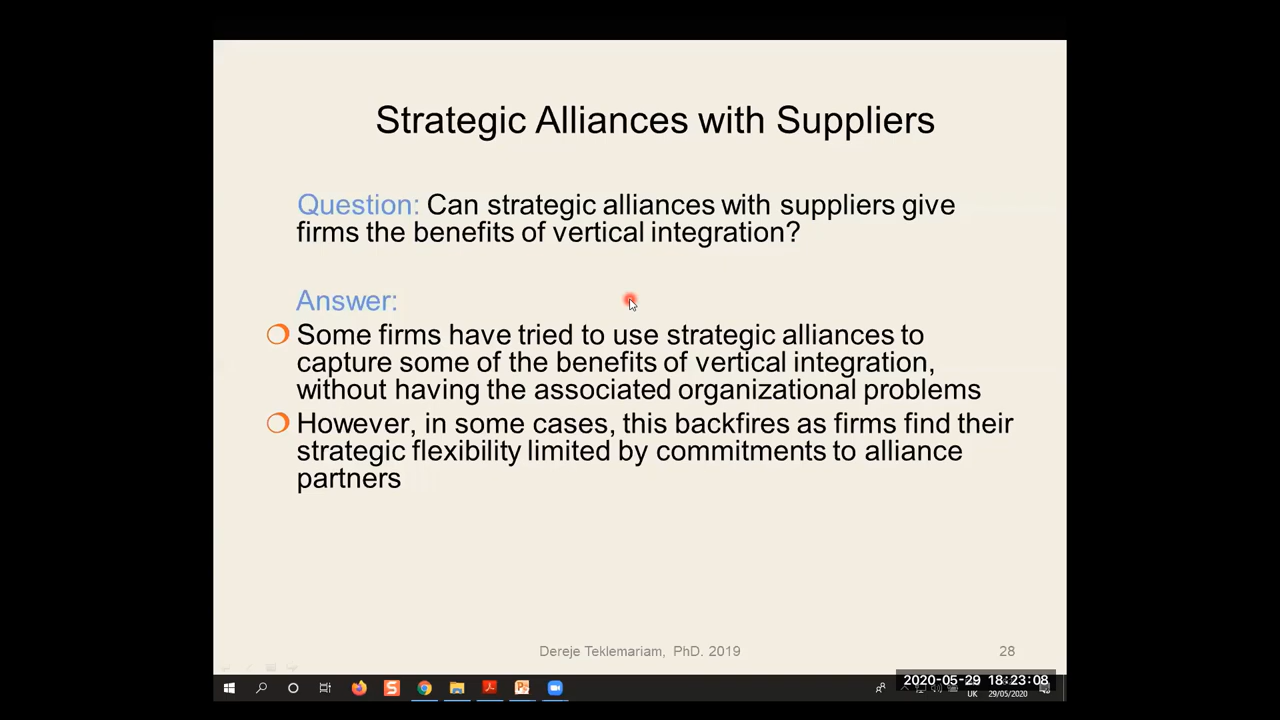 Strategic Alliances with Suppliers
Question: Can strategic alliances with suppliers give
firms the benefits of vertical integration?
Answer:
Some firms have tried to use strategic alliances to
capture some of the benefits of vertical integration,
without having the associated organizational problems
However, in some cases, this backfires as firms find their
strategic flexibility limited by commitments to alliance
partners
Dereje Teklemariam, PhD. 2019
28
2020-05-29 18:23:08
UK
29/05/2020